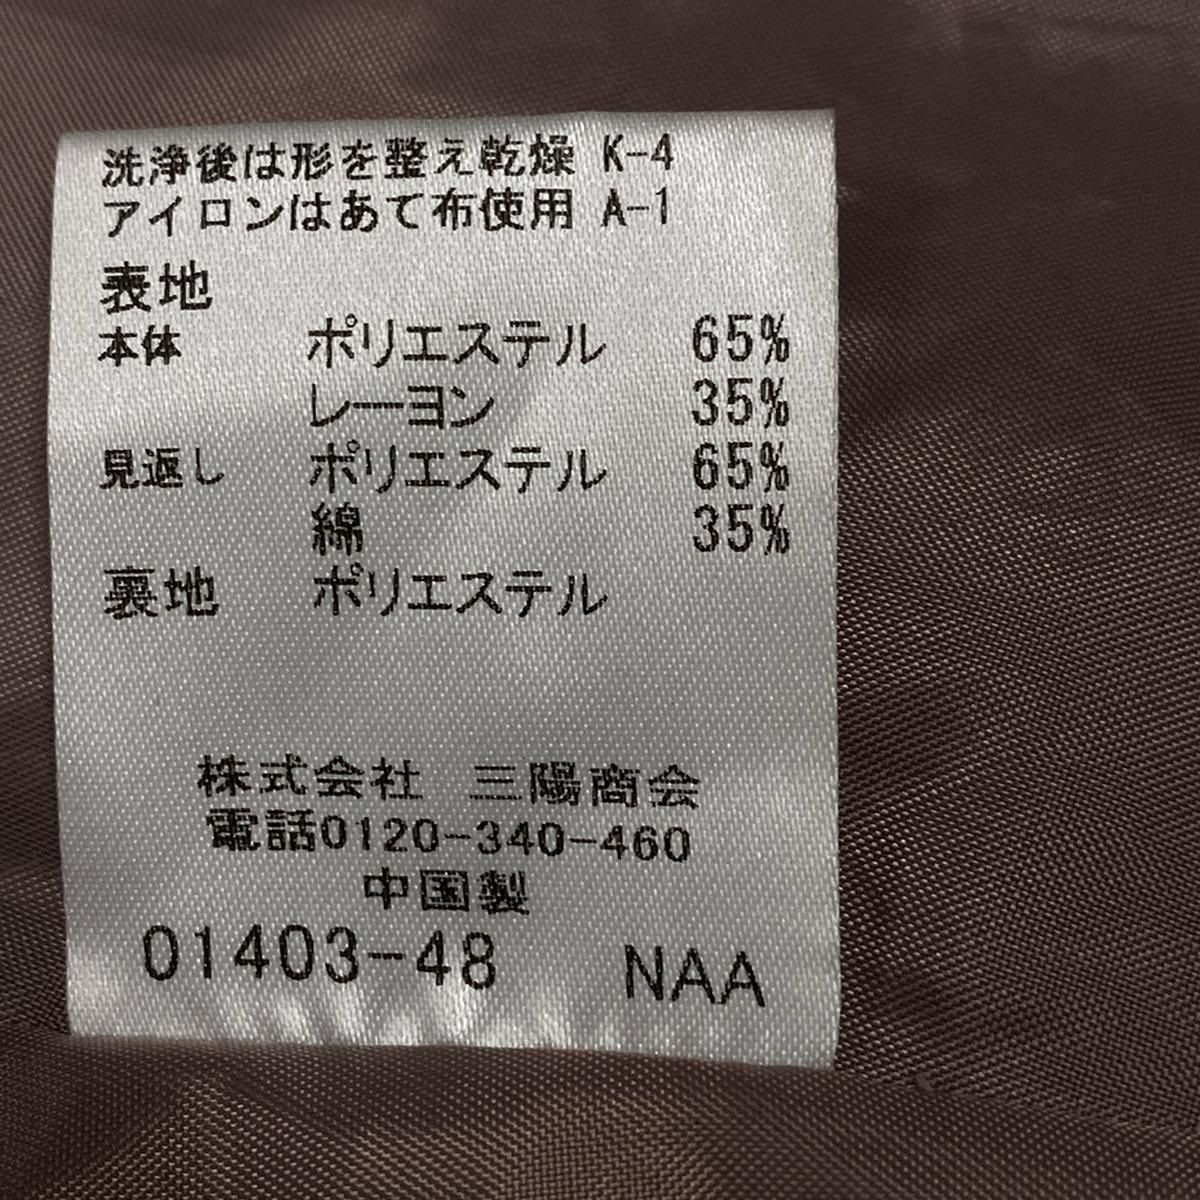 洗浄後は形を整え乾燥 K-4
アイロンはあて布使用 A-1
表地
本体 ポリエステル 65%
レーヨン 35%
見返し ポリエステル 65%
綿 35%
裏地 ポリエステル
株式会社 三陽商会
電話0120-340-460
中国製
01403-48 NAA